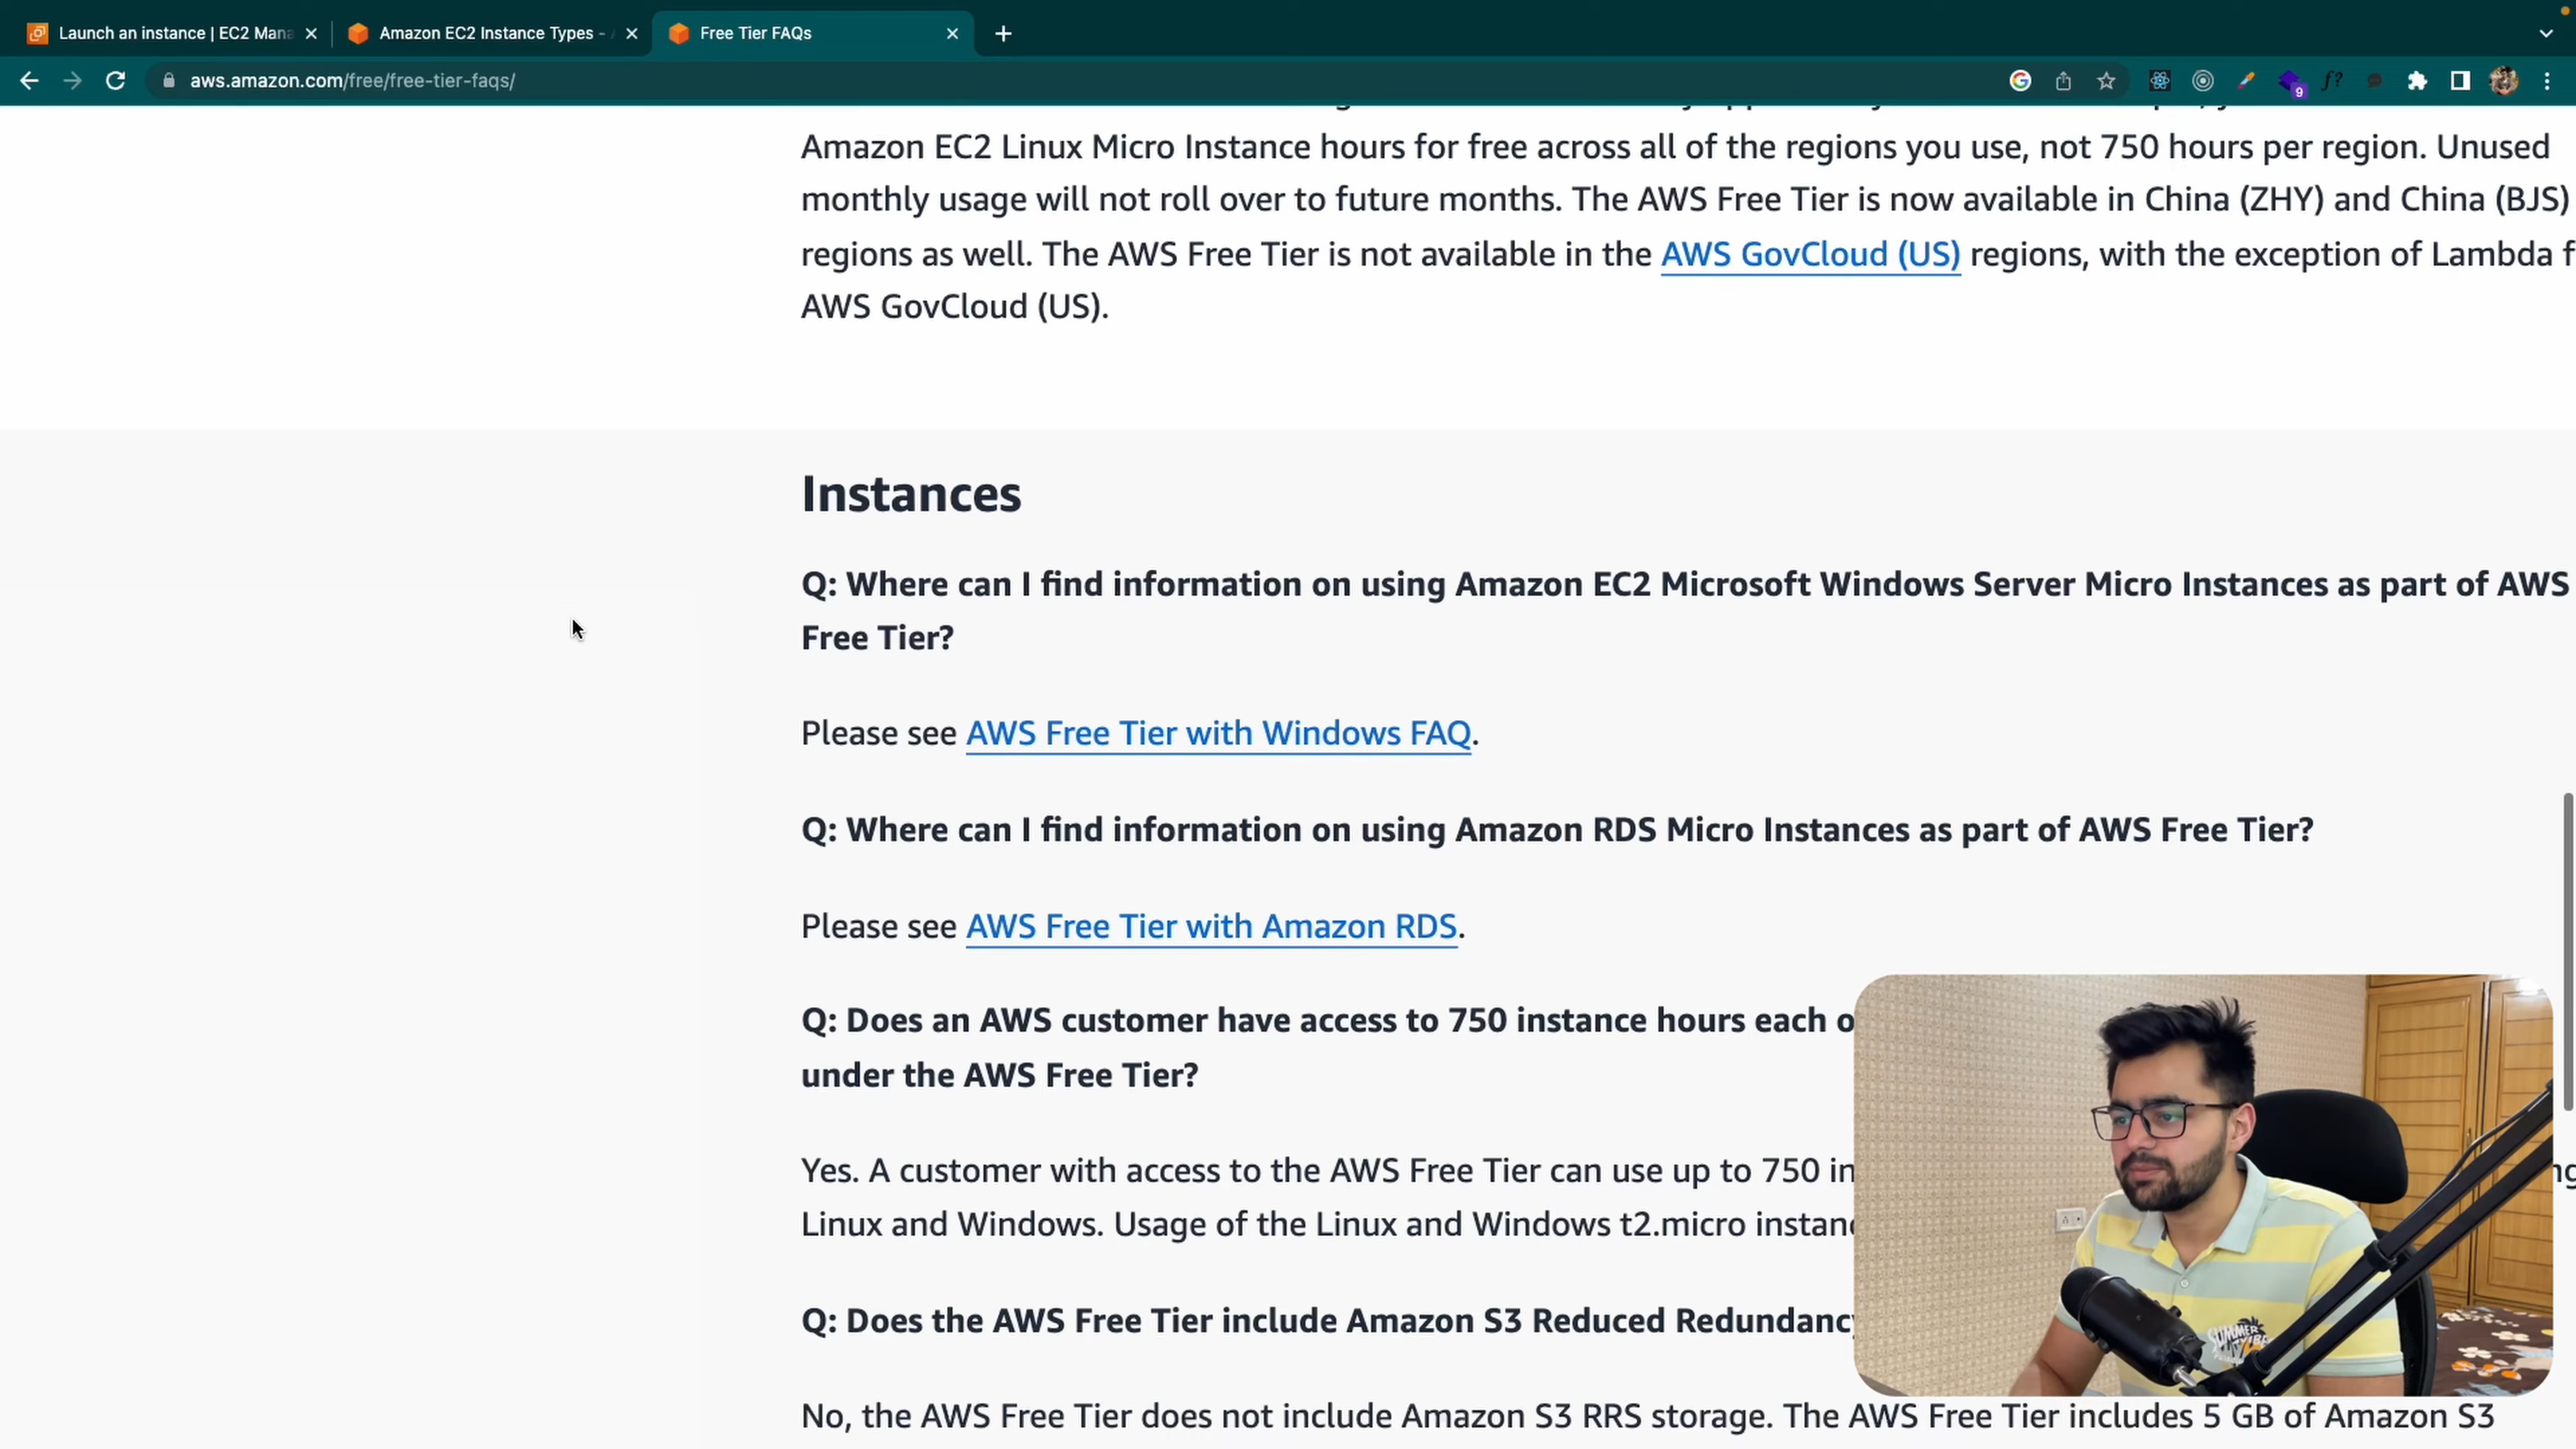 Launch an instance | EC2 Mana
Amazon EC2 Instance Types -
Free Tier FAQs
aws.amazon.com/free/free-tier-faqs/
9
f?
Amazon EC2 Linux Micro Instance hours for free across all of the regions you use, not 750 hours per region. Unused
monthly usage will not roll over to future months. The AWS Free Tier is now available in China (ZHY) and China (BJS)
regions as well. The AWS Free Tier is not available in the AWS GovCloud (US) regions, with the exception of Lambda f
AWS GovCloud (US).
Instances
Q: Where can I find information on using Amazon EC2 Microsoft Windows Server Micro Instances as part of AWS
Free Tier?
Please see AWS Free Tier with Windows FAQ.
Q: Where can I find information on using Amazon RDS Micro Instances as part of AWS Free Tier?
Please see AWS Free Tier with Amazon RDS.
Q: Does an AWS customer have access to 750 instance hours each o
under the AWS Free Tier?
Yes. A customer with access to the AWS Free Tier can use up to 750 in
Linux and Windows. Usage of the Linux and Windows t2.micro instanc
Q: Does the AWS Free Tier include Amazon S3 Reduced Redundancy
No, the AWS Free Tier does not include Amazon S3 RRS storage. The AWS Free Tier includes 5 GB of Amazon S3
SUMMER